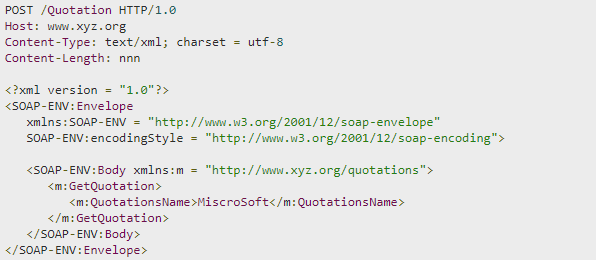 POST /Quotation HTTP/1.0
Host: www.xyz.org
Content-Type: text/xml; charset = utf-8
Content-Length: nnn

<?xml version = "1.0"?>
<SOAP-ENV:Envelope
   xmlns:SOAP-ENV = "http://www.w3.org/2001/12/soap-envelope"
   SOAP-ENV:encodingStyle = "http://www.w3.org/2001/12/soap-encoding">

   <SOAP-ENV:Body xmlns:m = "http://www.xyz.org/quotations">
      <m:GetQuotation>
         <m:QuotationsName>MiscroSoft</m:QuotationsName>
      </m:GetQuotation>
   </SOAP-ENV:Body>
</SOAP-ENV:Envelope>